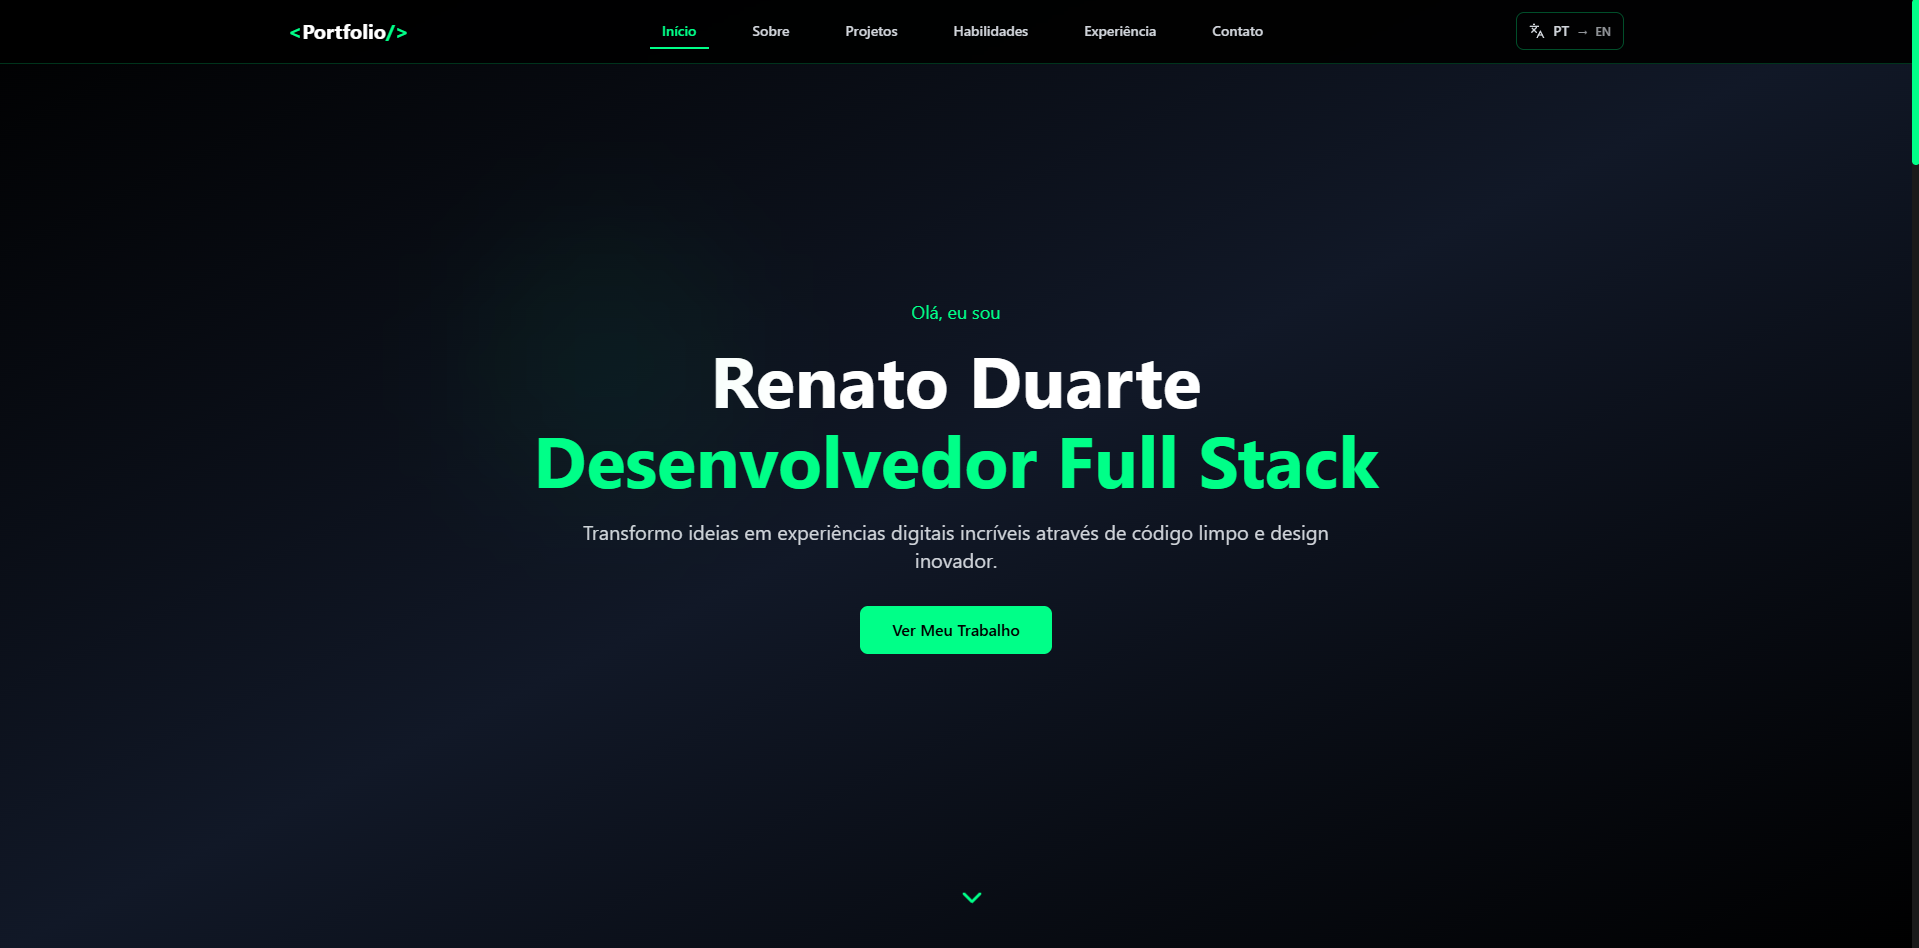 <Portfolio/>
Início
Sobre
Projetos
Habilidades
Experiência
Contato
PT → EN
Olá, eu sou
Renato Duarte
Desenvolvedor Full Stack
Transformo ideias em experiências digitais incríveis através de código limpo e design
inovador.
Ver Meu Trabalho